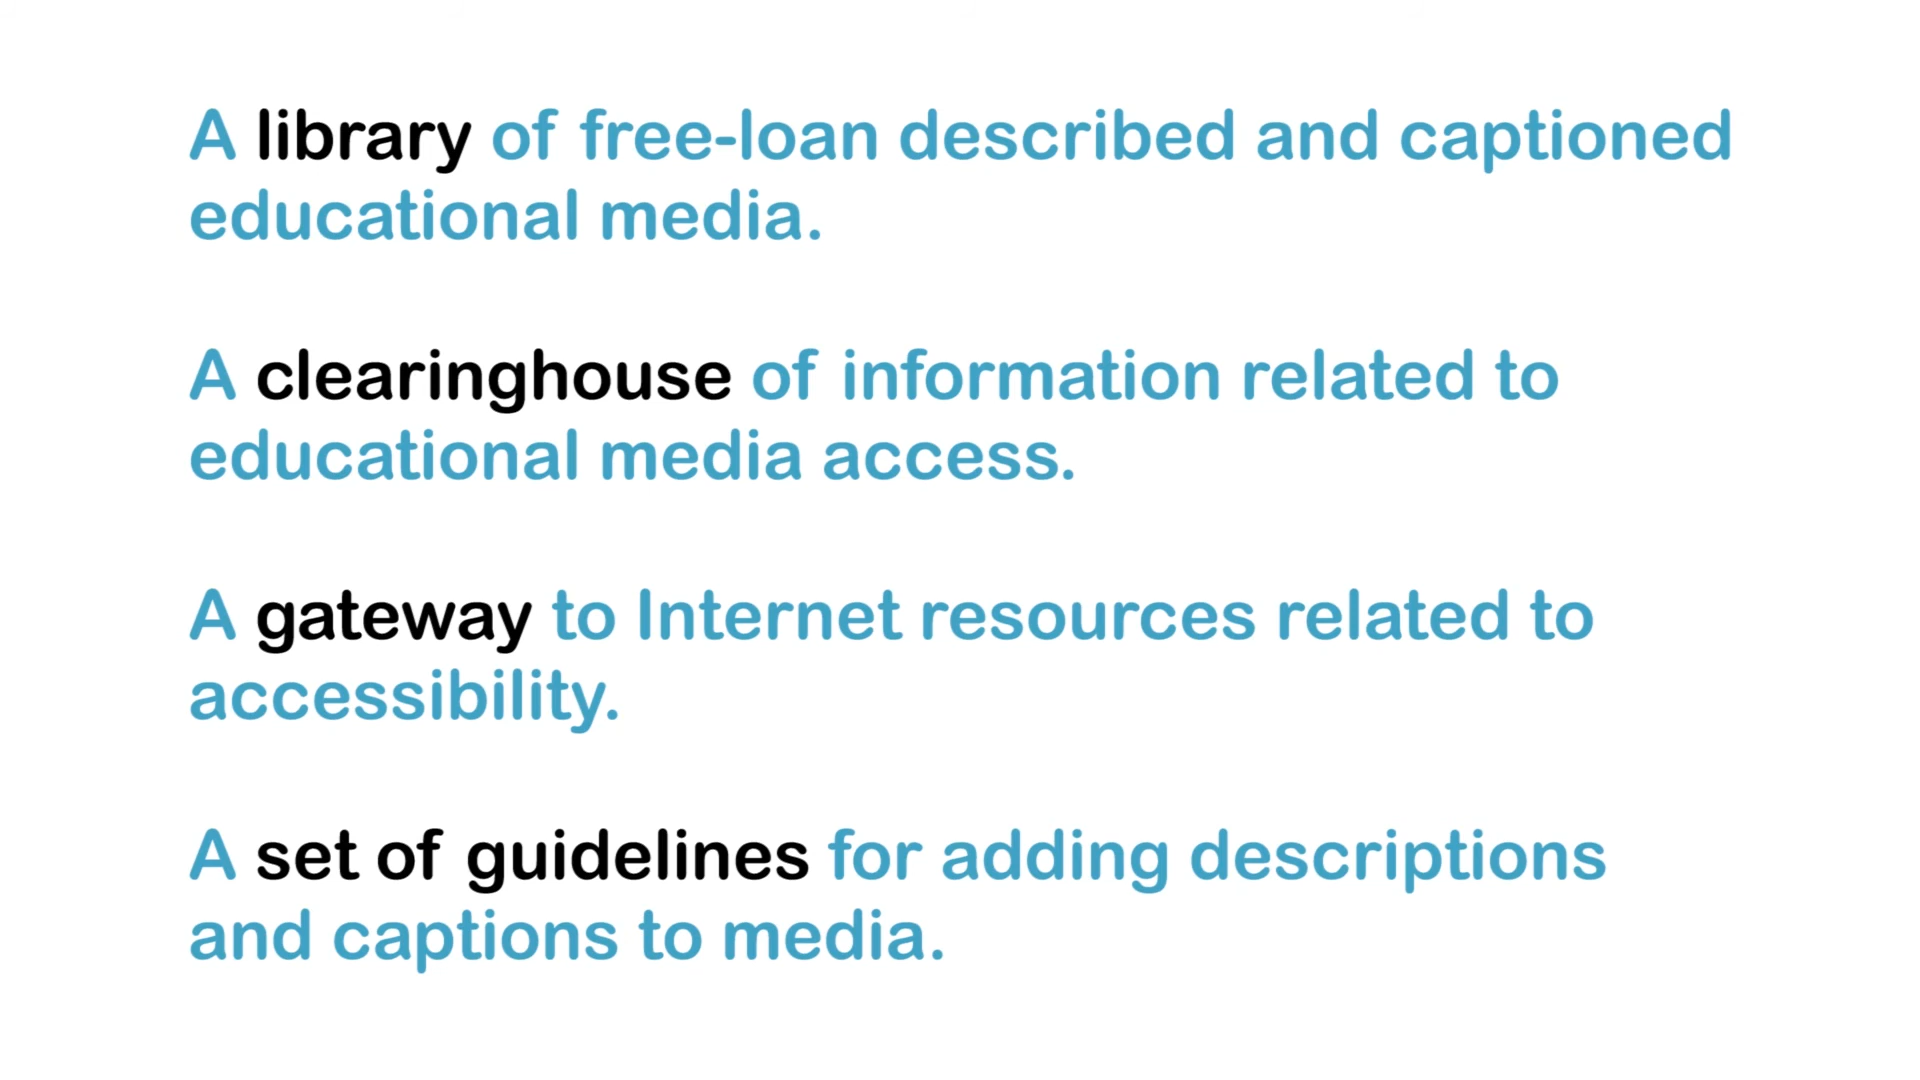 A library of free-loan described and captioned
educational media.
A clearinghouse of information related to
educational media access.
A gateway to Internet resources related to
accessibility.
A set of guidelines for adding descriptions
and captions to media.